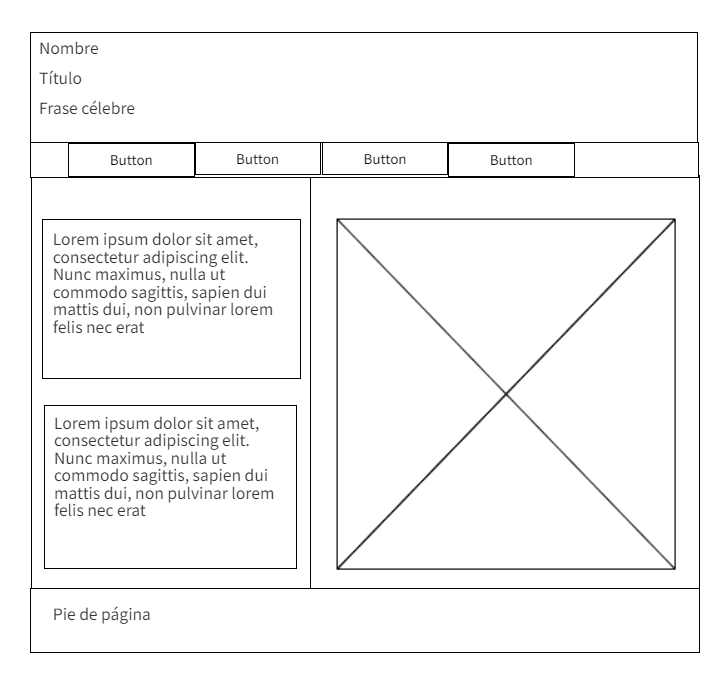 Nombre
Título
Frase célebre
Button Button Button Button
Lorem ipsum dolor sit amet,
consectetur adipiscing elit.
Nunc maximus, nulla ut
commodo sagittis, sapien dui
mattis dui, non pulvinar lorem
felis nec erat
Lorem ipsum dolor sit amet,
consectetur adipiscing elit.
Nunc maximus, nulla ut
commodo sagittis, sapien dui
mattis dui, non pulvinar lorem
felis nec erat
Pie de página